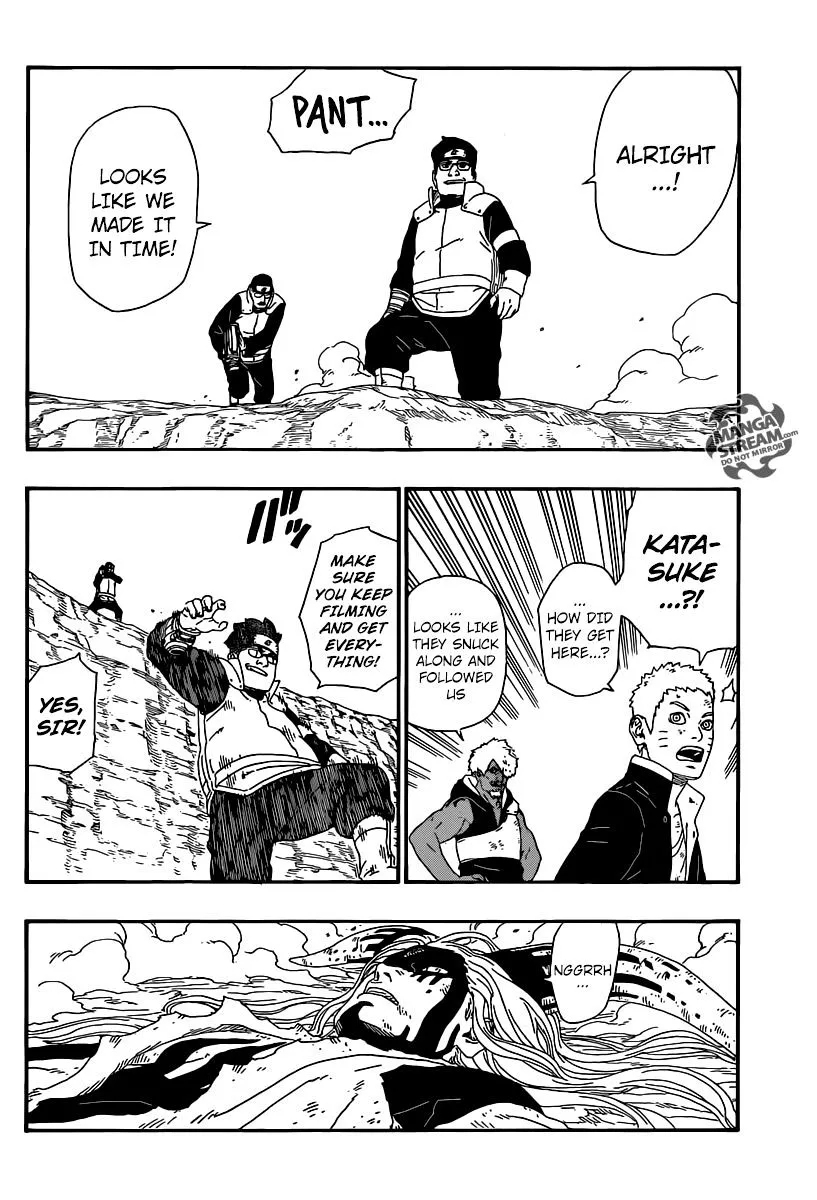 ALRIGHT
...!
PANT...
LOOKS
LIKE WE
MADE IT
IN TIME!
MANGA
STREAM.com
DO NOT MIRROR
KATA-
SUKE
...?!
...
HOW DID
THEY GET
HERE...?
...
LOOKS LIKE
THEY SNUCK
ALONG AND
FOLLOWED
US
MAKE
SURE
YOU KEEP
FILMING
AND GET
EVERY-
THING!
YES,
SIR!
NGGRRH
...